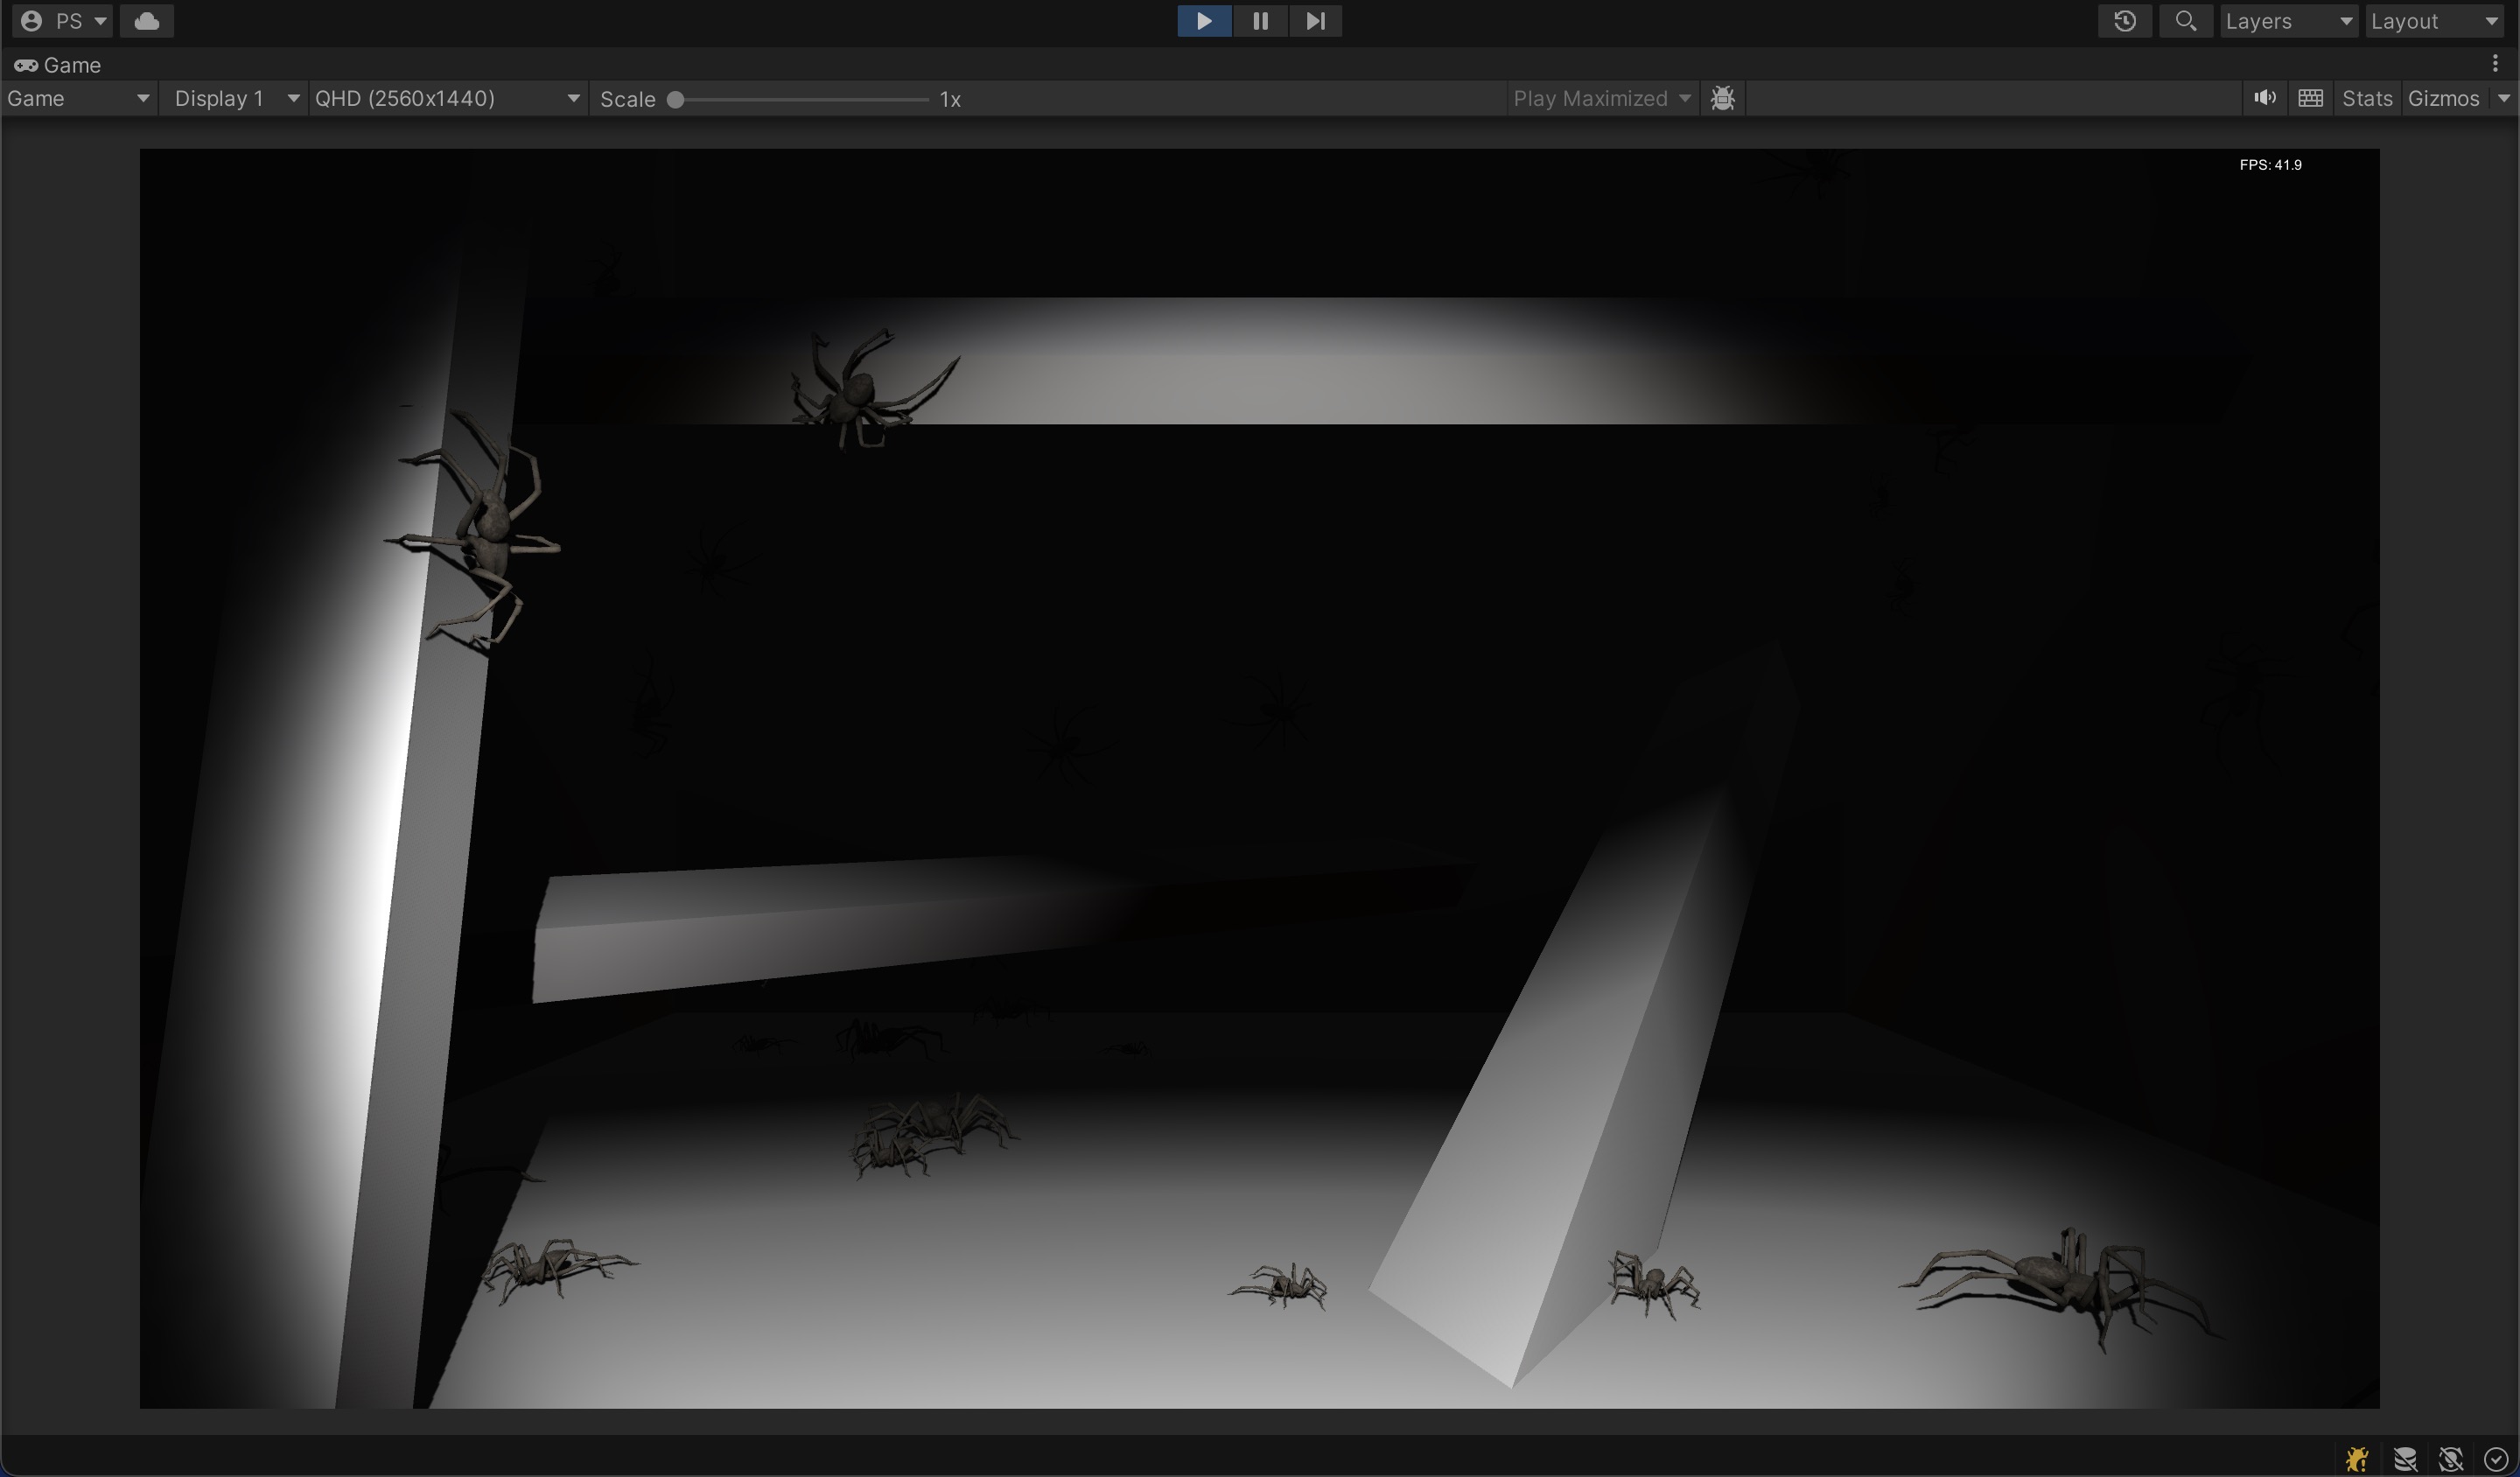 PS
Layers
Layout
Game
Game
Display 1
QHD (2560x1440)
Scale
1x
Play Maximized
Stats
Gizmos
FPS: 41.9